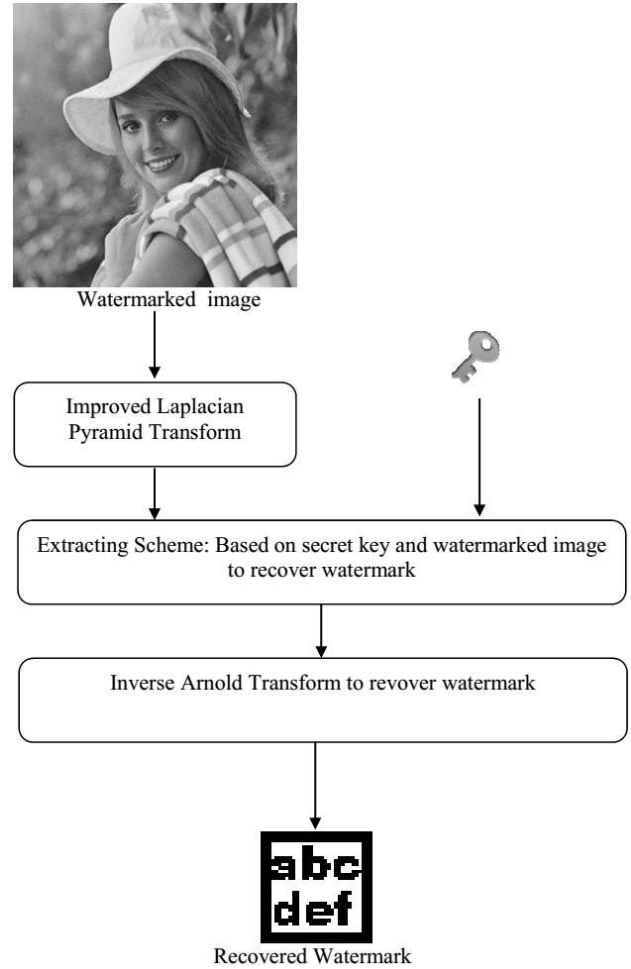 Watermarked image
Improved Laplacian
Pyramid Transform
Extracting Scheme: Based on secret key and watermarked image
to recover watermark
Inverse Arnold Transform to revover watermark
abc
def
Recovered Watermark